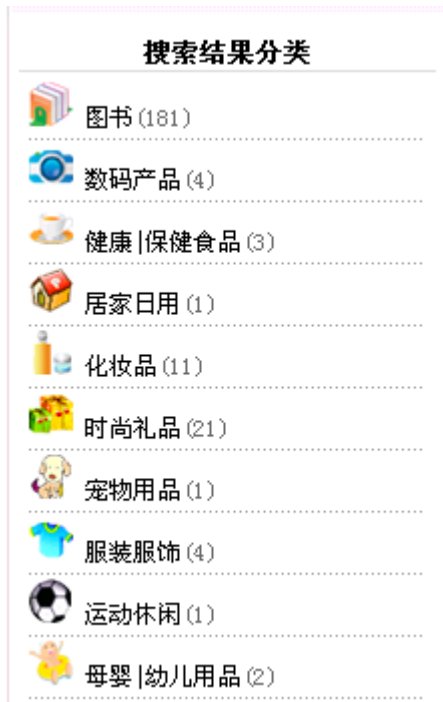 搜索结果分类
图书(181)
数码产品(4)
健康|保健食品(3)
居家日用(1)
化妆品(11)
时尚礼品(21)
宠物用品(1)
服装服饰(4)
运动休闲(1)
母婴|幼儿用品(2)